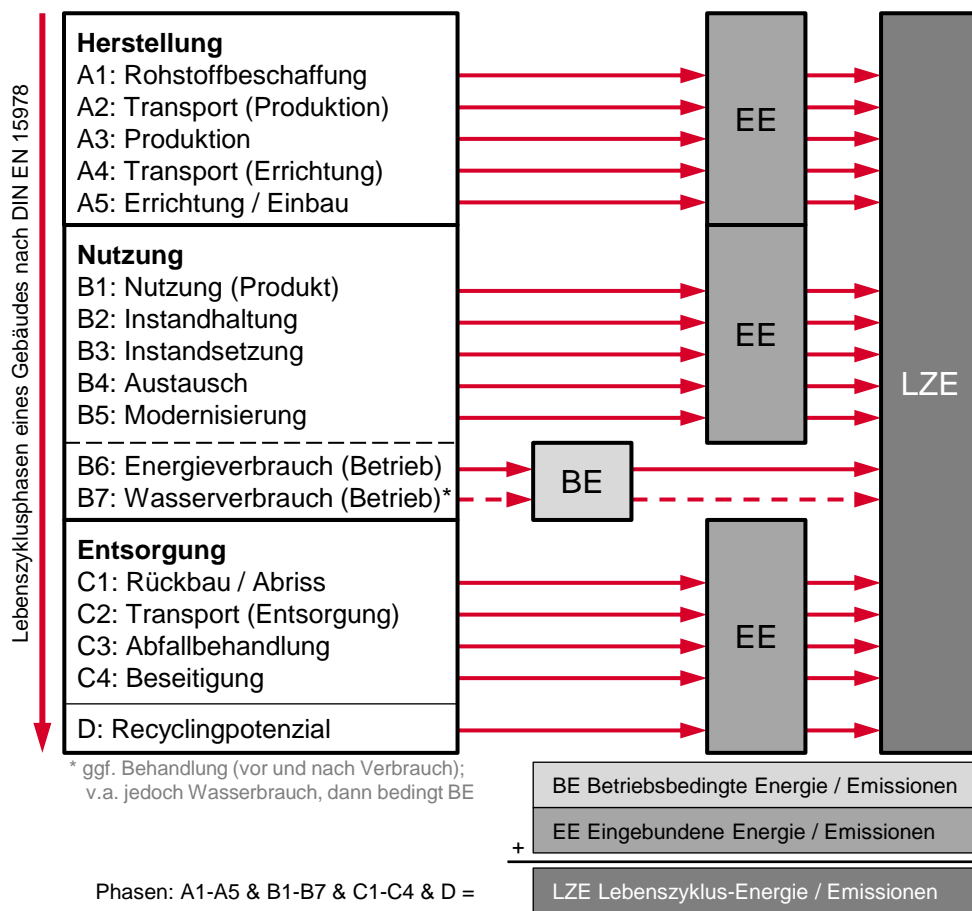 Lebenszyklusphasen eines Gebäudes nach DIN EN 15978
Herstellung
A1: Rohstoffbeschaffung
A2: Transport (Produktion)
A3: Produktion
A4: Transport (Errichtung)
A5: Errichtung / Einbau
EE
Nutzung
B1: Nutzung (Produkt)
B2: Instandhaltung
B3: Instandsetzung
B4: Austausch
B5: Modernisierung
EE
LZE
B6: Energieverbrauch (Betrieb)
B7: Wasserverbrauch (Betrieb)*
BE
Entsorgung
C1: Rückbau / Abriss
C2: Transport (Entsorgung)
C3: Abfallbehandlung
C4: Beseitigung
EE
D: Recyclingpotenzial
* ggf. Behandlung (vor und nach Verbrauch);
v.a. jedoch Wasserbrauch, dann bedingt BE
BE Betriebsbedingte Energie / Emissionen
EE Eingebundene Energie / Emissionen
+
Phasen: A1-A5 & B1-B7 & C1-C4 & D =
LZE Lebenszyklus-Energie / Emissionen